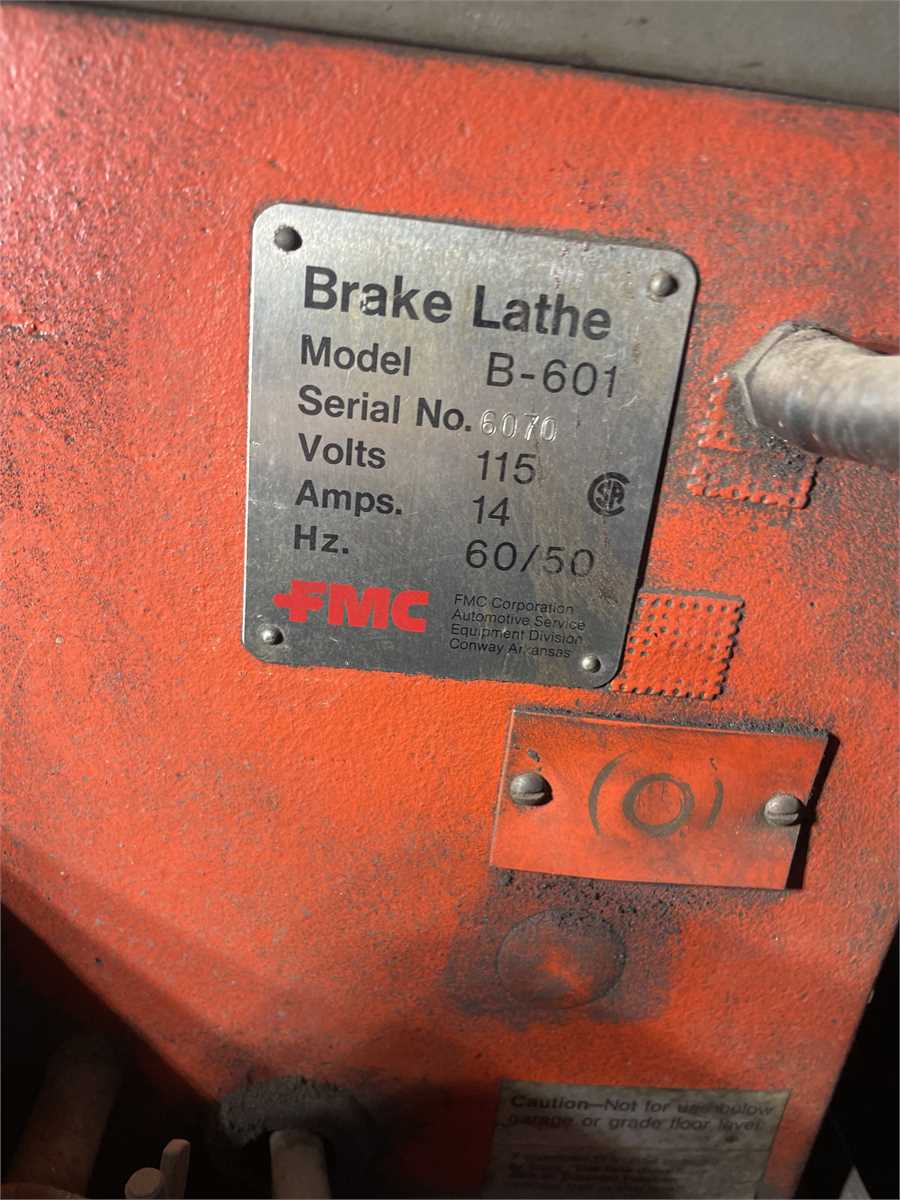 Brake Lathe
Model B-601
Serial No. 6070
Volts 115
Amps. 14
Hz. 60/50
FMC
FMC Corporation
Automotive Service
Equipment Division
Conway Arkansas
Caution—Not for use below
garage or grade floor level